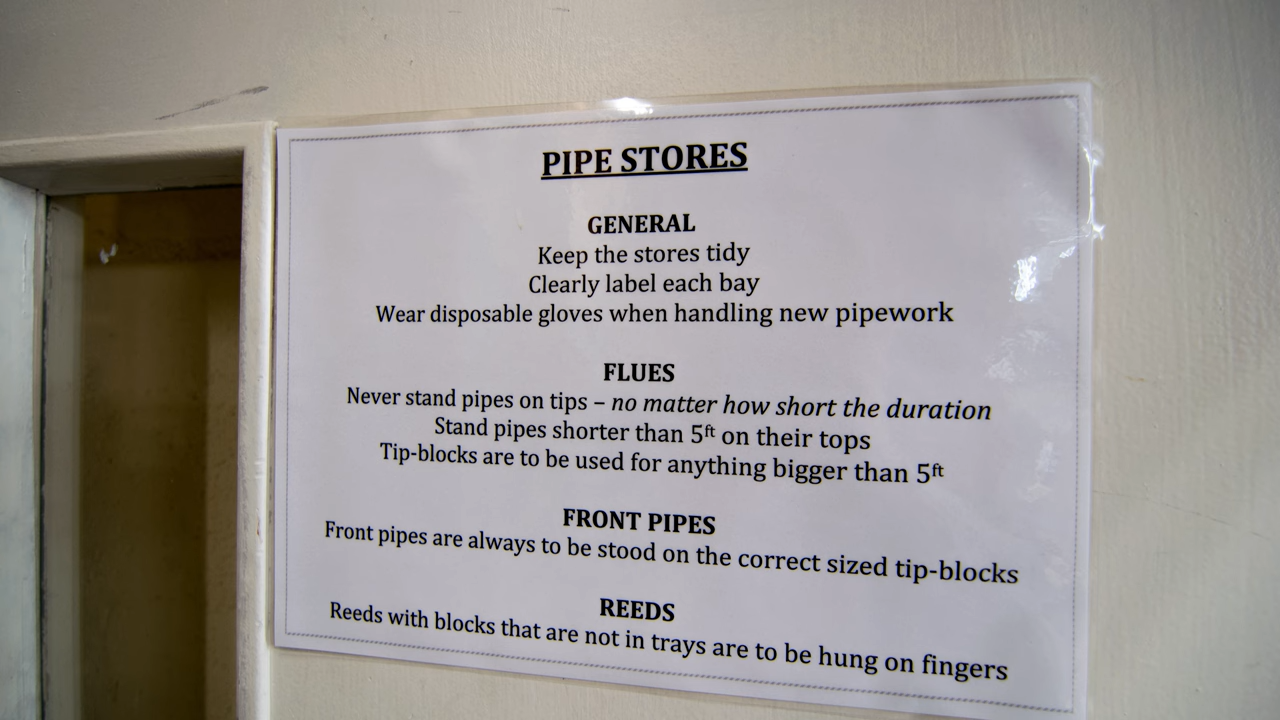 PIPE STORES
GENERAL
Keep the stores tidy
Clearly label each bay
Wear disposable gloves when handling new pipework
FLUES
Never stand pipes on tips – no matter how short the duration
Stand pipes shorter than 5ft on their tops
Tip-blocks are to be used for anything bigger than 5ft
FRONT PIPES
Front pipes are always to be stood on the correct sized tip-blocks
REEDS
Reeds with blocks that are not in trays are to be hung on fingers